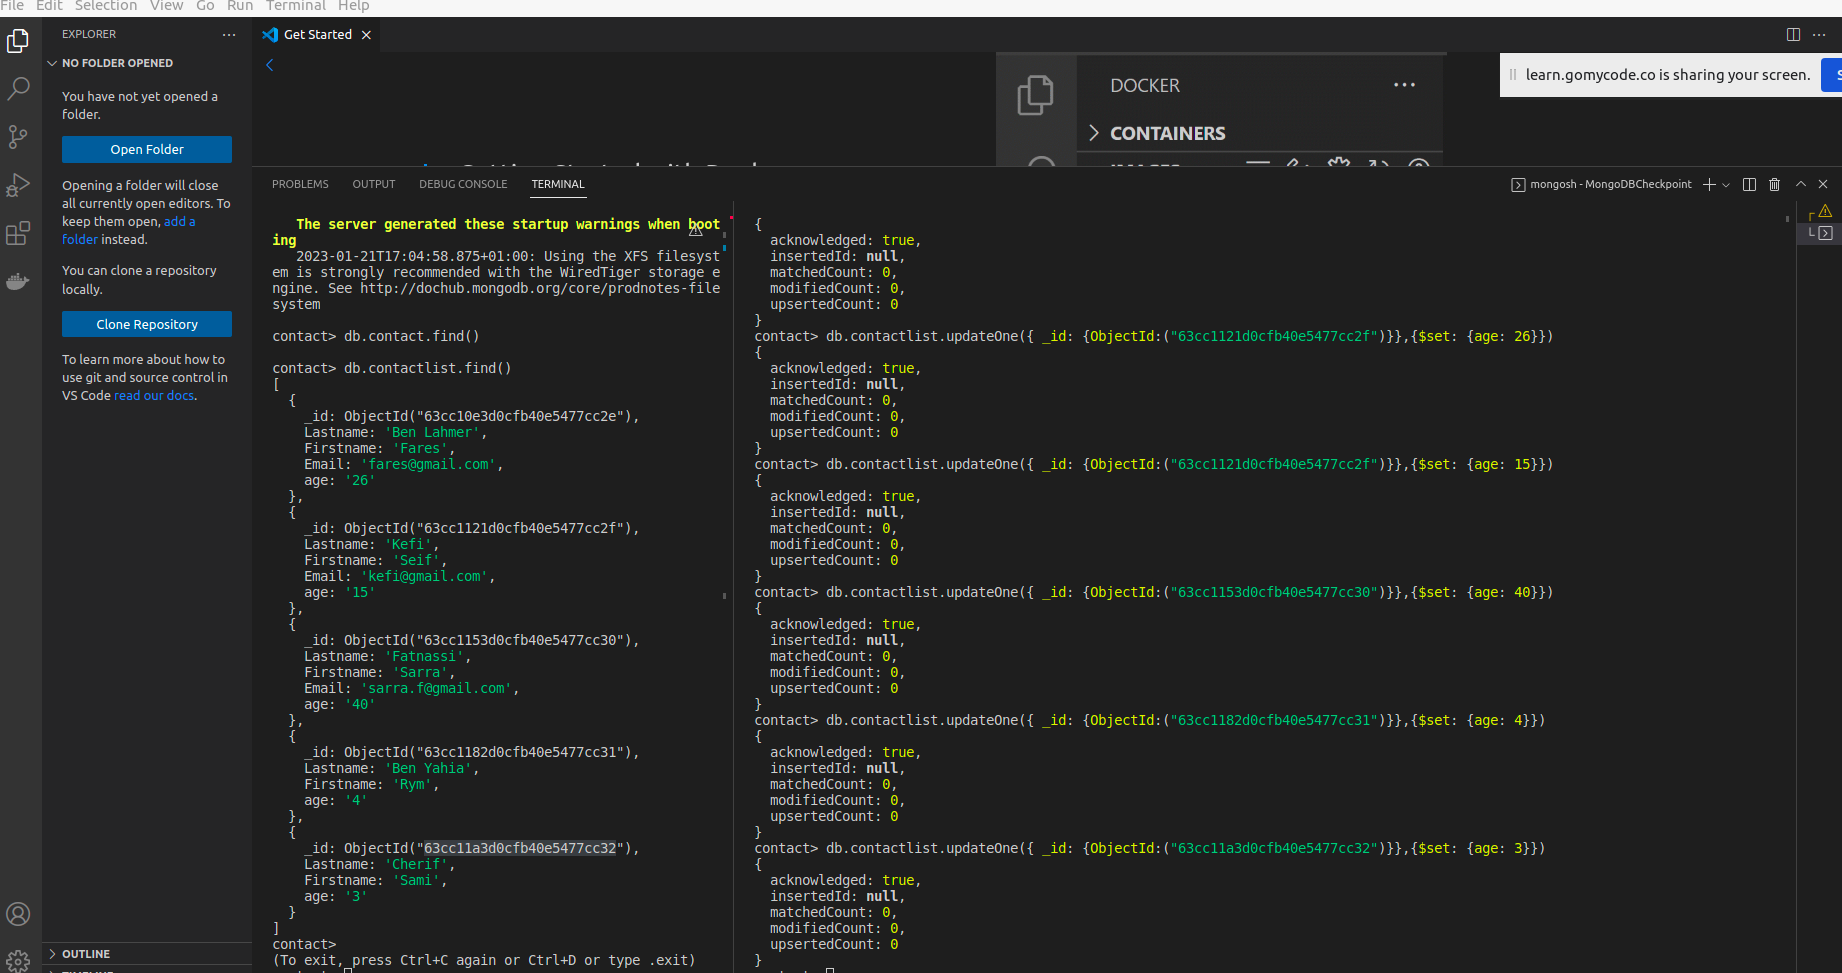 File Edit Selection View Go Run Terminal Help
EXPLORER
NO FOLDER OPENED
You have not yet opened a
folder.
Open Folder
Opening a folder will close
all currently open editors. To
keep them open, add a
folder instead.
You can clone a repository
locally.
Clone Repository
To learn more about how to
use git and source control in
VS Code read our docs.
OUTLINE
Get Started
DOCKER
CONTAINERS
learn.gomycode.co is sharing your screen.
PROBLEMS OUTPUT DEBUG CONSOLE TERMINAL
mongosh - MongoDBCheckpoint
The server generated these startup warnings when boot
ing
2023-01-21T17:04:58.875+01:00: Using the XFS filesyst
em is strongly recommended with the WiredTiger storage e
ngine. See http://dochub.mongodb.org/core/prodnotes-file
system
contact> db.contact.find()
contact> db.contactlist.find()
[
{
_id: ObjectId("63cc10e3d0cfb40e5477cc2e"),
Lastname: 'Ben Lahmer',
Firstname: 'Fares',
Email: 'fares@gmail.com',
age: '26'
},
{
_id: ObjectId("63cc1121d0cfb40e5477cc2f"),
Lastname: 'Kefi',
Firstname: 'Seif',
Email: 'kefi@gmail.com',
age: '15'
},
{
_id: ObjectId("63cc1153d0cfb40e5477cc30"),
Lastname: 'Fatnassi',
Firstname: 'Sarra',
Email: 'sarra.f@gmail.com',
age: '40'
},
{
_id: ObjectId("63cc1182d0cfb40e5477cc31"),
Lastname: 'Ben Yahia',
Firstname: 'Rym',
age: '4'
},
{
_id: ObjectId("63cc11a3d0cfb40e5477cc32"),
Lastname: 'Cherif',
Firstname: 'Sami',
age: '3'
}
]
contact>
(To exit, press Ctrl+C again or Ctrl+D or type .exit)
{
acknowledged: true,
insertedId: null,
matchedCount: 0,
modifiedCount: 0,
upsertedCount: 0
}
contact> db.contactlist.updateOne({ _id: {ObjectId:("63cc1121d0cfb40e5477cc2f")}},{$set: {age: 26}})
{
acknowledged: true,
insertedId: null,
matchedCount: 0,
modifiedCount: 0,
upsertedCount: 0
}
contact> db.contactlist.updateOne({ _id: {ObjectId:("63cc1121d0cfb40e5477cc2f")}},{$set: {age: 15}})
{
acknowledged: true,
insertedId: null,
matchedCount: 0,
modifiedCount: 0,
upsertedCount: 0
}
contact> db.contactlist.updateOne({ _id: {ObjectId:("63cc1153d0cfb40e5477cc30")}},{$set: {age: 40}})
{
acknowledged: true,
insertedId: null,
matchedCount: 0,
modifiedCount: 0,
upsertedCount: 0
}
contact> db.contactlist.updateOne({ _id: {ObjectId:("63cc1182d0cfb40e5477cc31")}},{$set: {age: 4}})
{
acknowledged: true,
insertedId: null,
matchedCount: 0,
modifiedCount: 0,
upsertedCount: 0
}
contact> db.contactlist.updateOne({ _id: {ObjectId:("63cc11a3d0cfb40e5477cc32")}},{$set: {age: 3}})
{
acknowledged: true,
insertedId: null,
matchedCount: 0,
modifiedCount: 0,
upsertedCount: 0
}